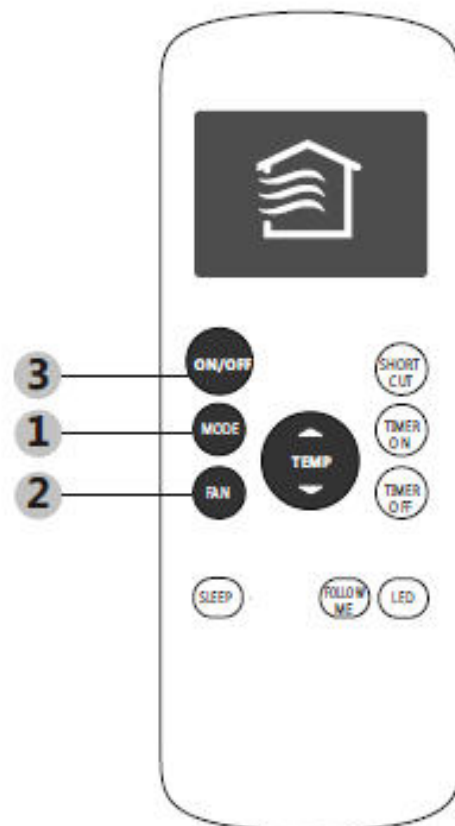 3
ON/OFF
SHORT
CUT
1
MODE
TIMER
ON
TEMP
2
FAN
TIMER
OFF
SLEEP
FOLLOW
ME
LED